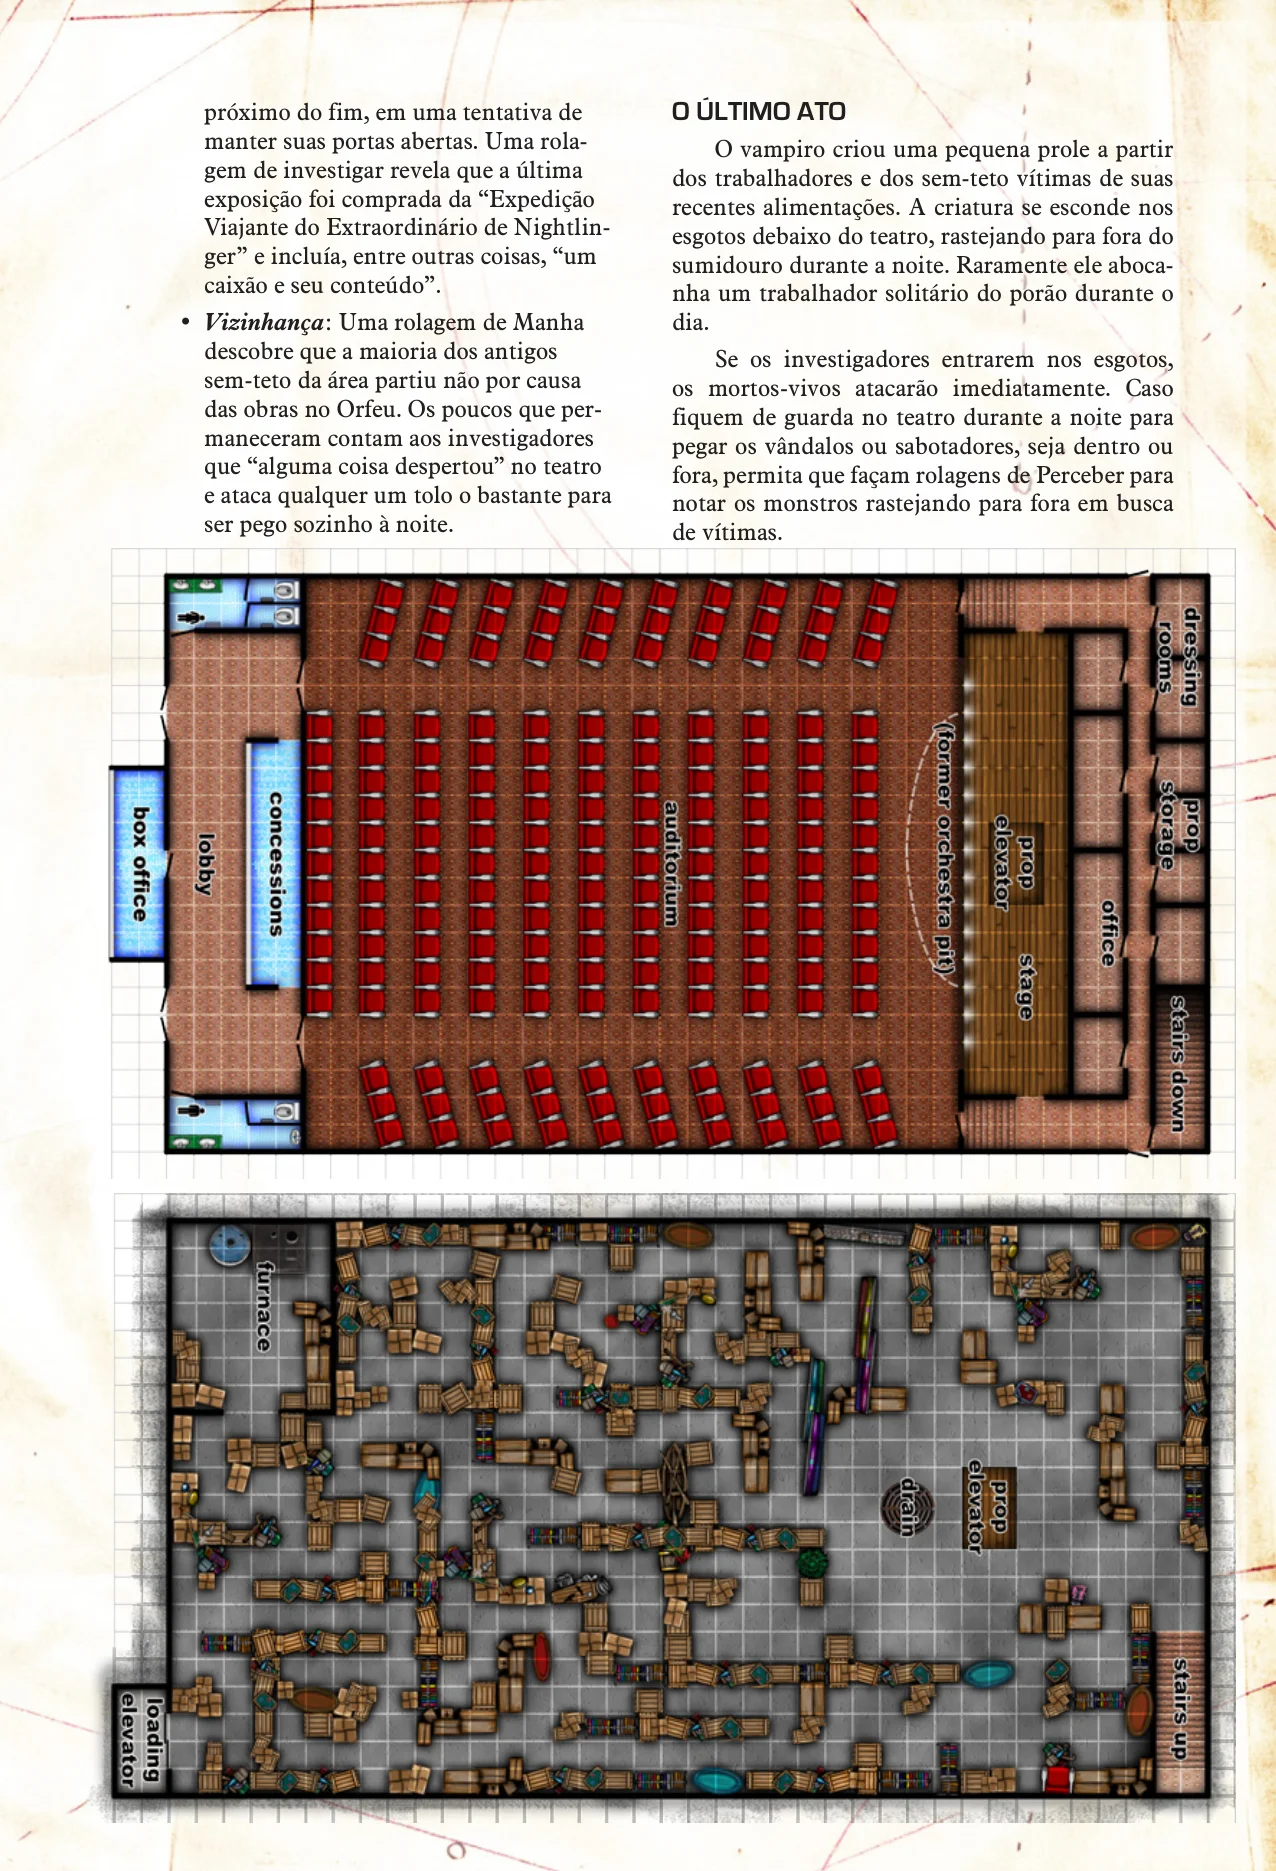 próximo do fim, em uma tentativa de
manter suas portas abertas. Uma rola-
gem de investigar revela que a última
exposição foi comprada da “Expedição
Viajante do Extraordinário de Nightlin-
ger” e incluía, entre outras coisas, “um
caixão e seu conteúdo”.
• Vizinhança: Uma rolagem de Manha
descobre que a maioria dos antigos
sem-teto da área partiu não por causa
das obras no Orfeu. Os poucos que per-
maneceram contam aos investigadores
que “alguma coisa despertou” no teatro
e ataca qualquer um tolo o bastante para
ser pego sozinho à noite.
O ÚLTIMO ATO
O vampiro criou uma pequena prole a partir
dos trabalhadores e dos sem-teto vítimas de suas
recentes alimentações. A criatura se esconde nos
esgotos debaixo do teatro, rastejando para fora do
sumidouro durante a noite. Raramente ele aboca-
nha um trabalhador solitário do porão durante o
dia.
Se os investigadores entrarem nos esgotos,
os mortos-vivos atacarão imediatamente. Caso
fiquem de guarda no teatro durante a noite para
pegar os vândalos ou sabotadores, seja dentro ou
fora, permita que façam rolagens de Perceber para
notar os monstros rastejando para fora em busca
de vítimas.
box office
lobby
concessions
auditorium
(former orchestra pit)
prop
elevator
stage
office
dressing
rooms
prop
storage
stairs down
furnace
drain
prop
elevator
loading
elevator
stairs up